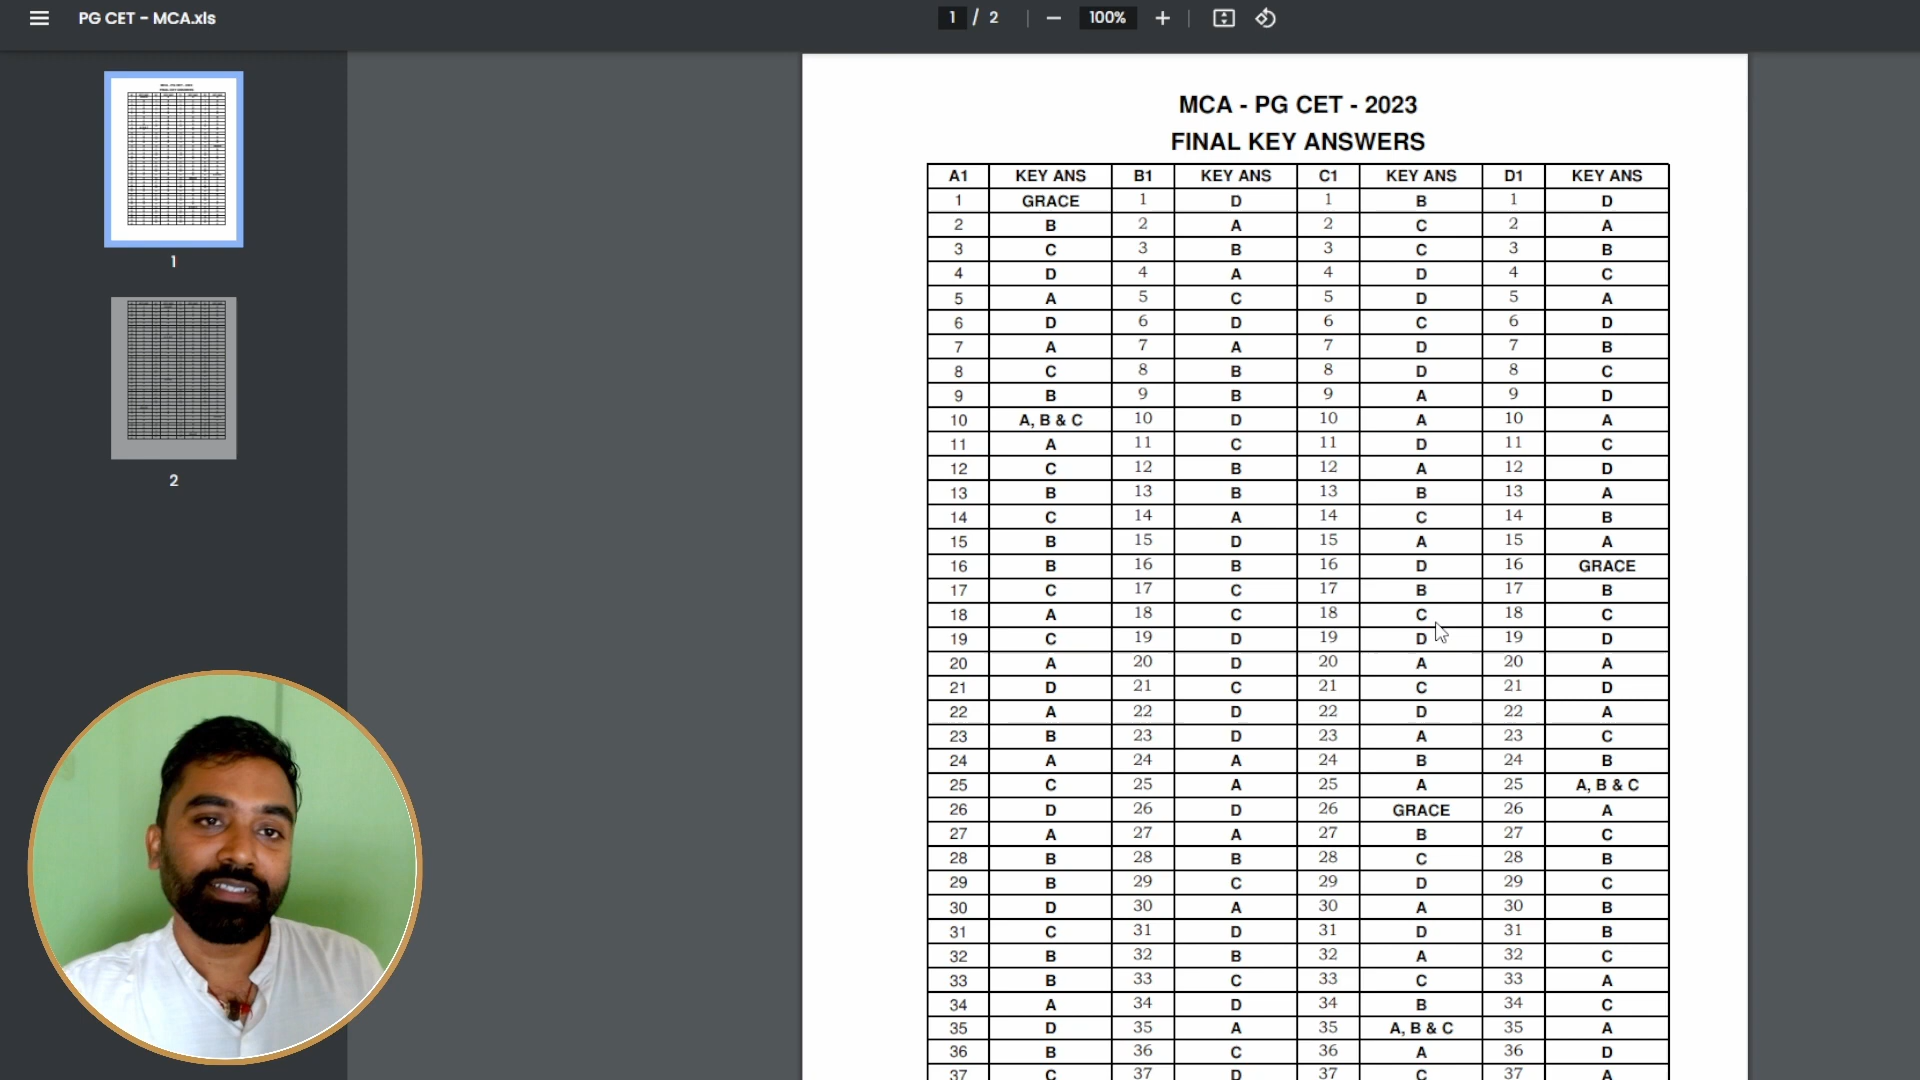 PG CET – MCA.xls
1 / 2
100%
1
2
MCA - PG CET - 2023
FINAL KEY ANSWERS
A1 KEY ANS B1 KEY ANS C1 KEY ANS D1 KEY ANS
1 GRACE 1 D 1 B 1 D
2 B 2 A 2 C 2 A
3 C 3 B 3 C 3 B
4 D 4 A 4 D 4 C
5 A 5 C 5 D 5 A
6 D 6 D 6 C 6 D
7 A 7 A 7 D 7 B
8 C 8 B 8 D 8 C
9 B 9 B 9 A 9 D
10 A, B & C 10 D 10 A 10 A
11 A 11 C 11 D 11 C
12 C 12 B 12 A 12 D
13 B 13 B 13 B 13 A
14 C 14 A 14 C 14 B
15 B 15 D 15 A 15 A
16 B 16 B 16 D 16 GRACE
17 C 17 C 17 B 17 B
18 A 18 C 18 C 18 C
19 C 19 D 19 D 19 D
20 A 20 D 20 A 20 A
21 D 21 C 21 C 21 D
22 A 22 D 22 D 22 A
23 B 23 D 23 A 23 C
24 A 24 A 24 B 24 B
25 C 25 A 25 A 25 A, B & C
26 D 26 D 26 GRACE 26 A
27 A 27 A 27 B 27 C
28 B 28 B 28 C 28 B
29 B 29 C 29 D 29 C
30 D 30 A 30 A 30 B
31 C 31 D 31 D 31 B
32 B 32 B 32 A 32 C
33 B 33 C 33 C 33 A
34 A 34 D 34 B 34 C
35 D 35 A 35 A, B & C 35 A
36 B 36 C 36 A 36 D
37 C 37 D 37 C 37 A